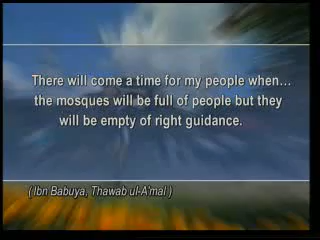 There will come a time for my people when...
the mosques will be full of people but they
will be empty of right guidance.
(Ibn Babuya, Thawab ul-A'mal)